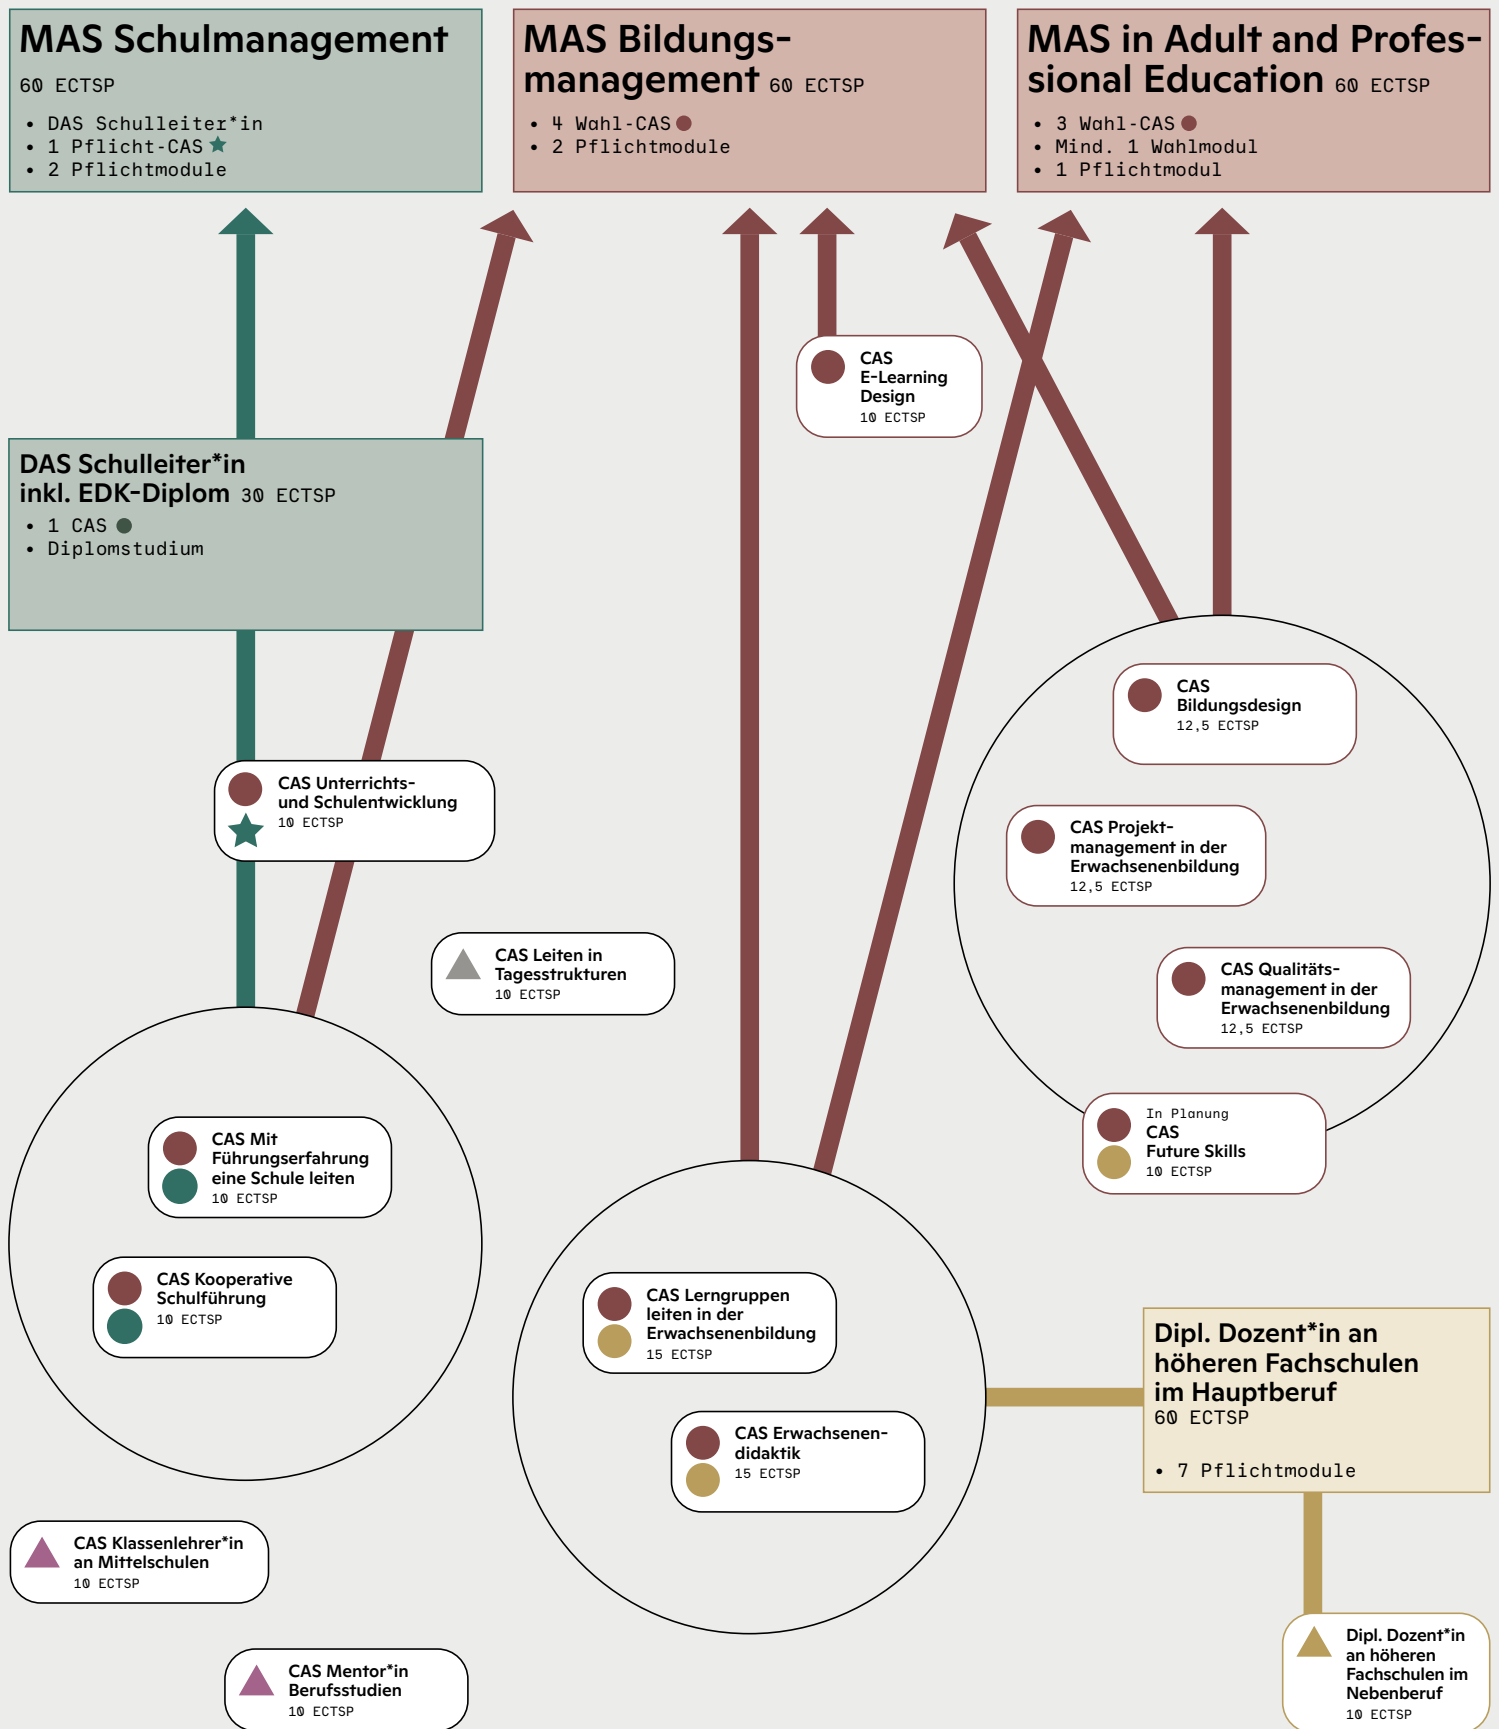 MAS Schulmanagement
60 ECTSP
• DAS Schulleiter*in
• 1 Pflicht-CAS
• 2 Pflichtmodule
MAS Bildungs-
management 60 ECTSP
• 4 Wahl-CAS
• 2 Pflichtmodule
MAS in Adult and Profes-
sional Education 60 ECTSP
• 3 Wahl-CAS
• Mind. 1 Wahlmodul
• 1 Pflichtmodul
CAS
E-Learning
Design
10 ECTSP
DAS Schulleiter*in
inkl. EDK-Diplom 30 ECTSP
• 1 CAS
• Diplomstudium
CAS
Bildungsdesign
12,5 ECTSP
CAS Unterrichts-
und Schulentwicklung
10 ECTSP
CAS Projekt-
management in der
Erwachsenenbildung
12,5 ECTSP
CAS Leiten in
Tagesstrukturen
10 ECTSP
CAS Qualitäts-
management in der
Erwachsenenbildung
12,5 ECTSP
In Planung
CAS
Future Skills
10 ECTSP
CAS Mit
Führungserfahrung
eine Schule leiten
10 ECTSP
CAS Kooperative
Schulführung
10 ECTSP
CAS Lerngruppen
leiten in der
Erwachsenenbildung
15 ECTSP
CAS Erwachsenen-
didaktik
15 ECTSP
Dipl. Dozent*in an
höheren Fachschulen
im Hauptberuf
60 ECTSP
• 7 Pflichtmodule
CAS Klassenlehrer*in
an Mittelschulen
10 ECTSP
CAS Mentor*in
Berufsstudien
10 ECTSP
Dipl. Dozent*in
an höheren
Fachschulen im
Nebenberuf
10 ECTSP